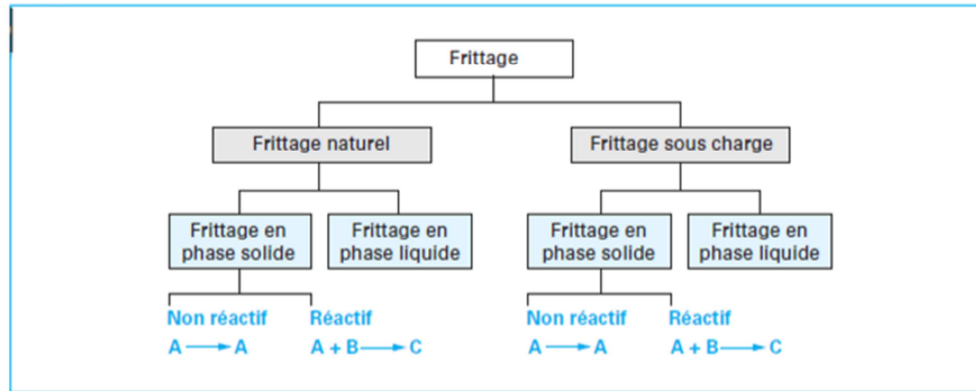 Frittage
Frittage naturel
Frittage sous charge
Frittage en
phase solide
Frittage en
phase liquide
Frittage en
phase solide
Frittage en
phase liquide
Non réactif
Réactif
Non réactif
Réactif
A → A
A + B → C
A → A
A + B → C